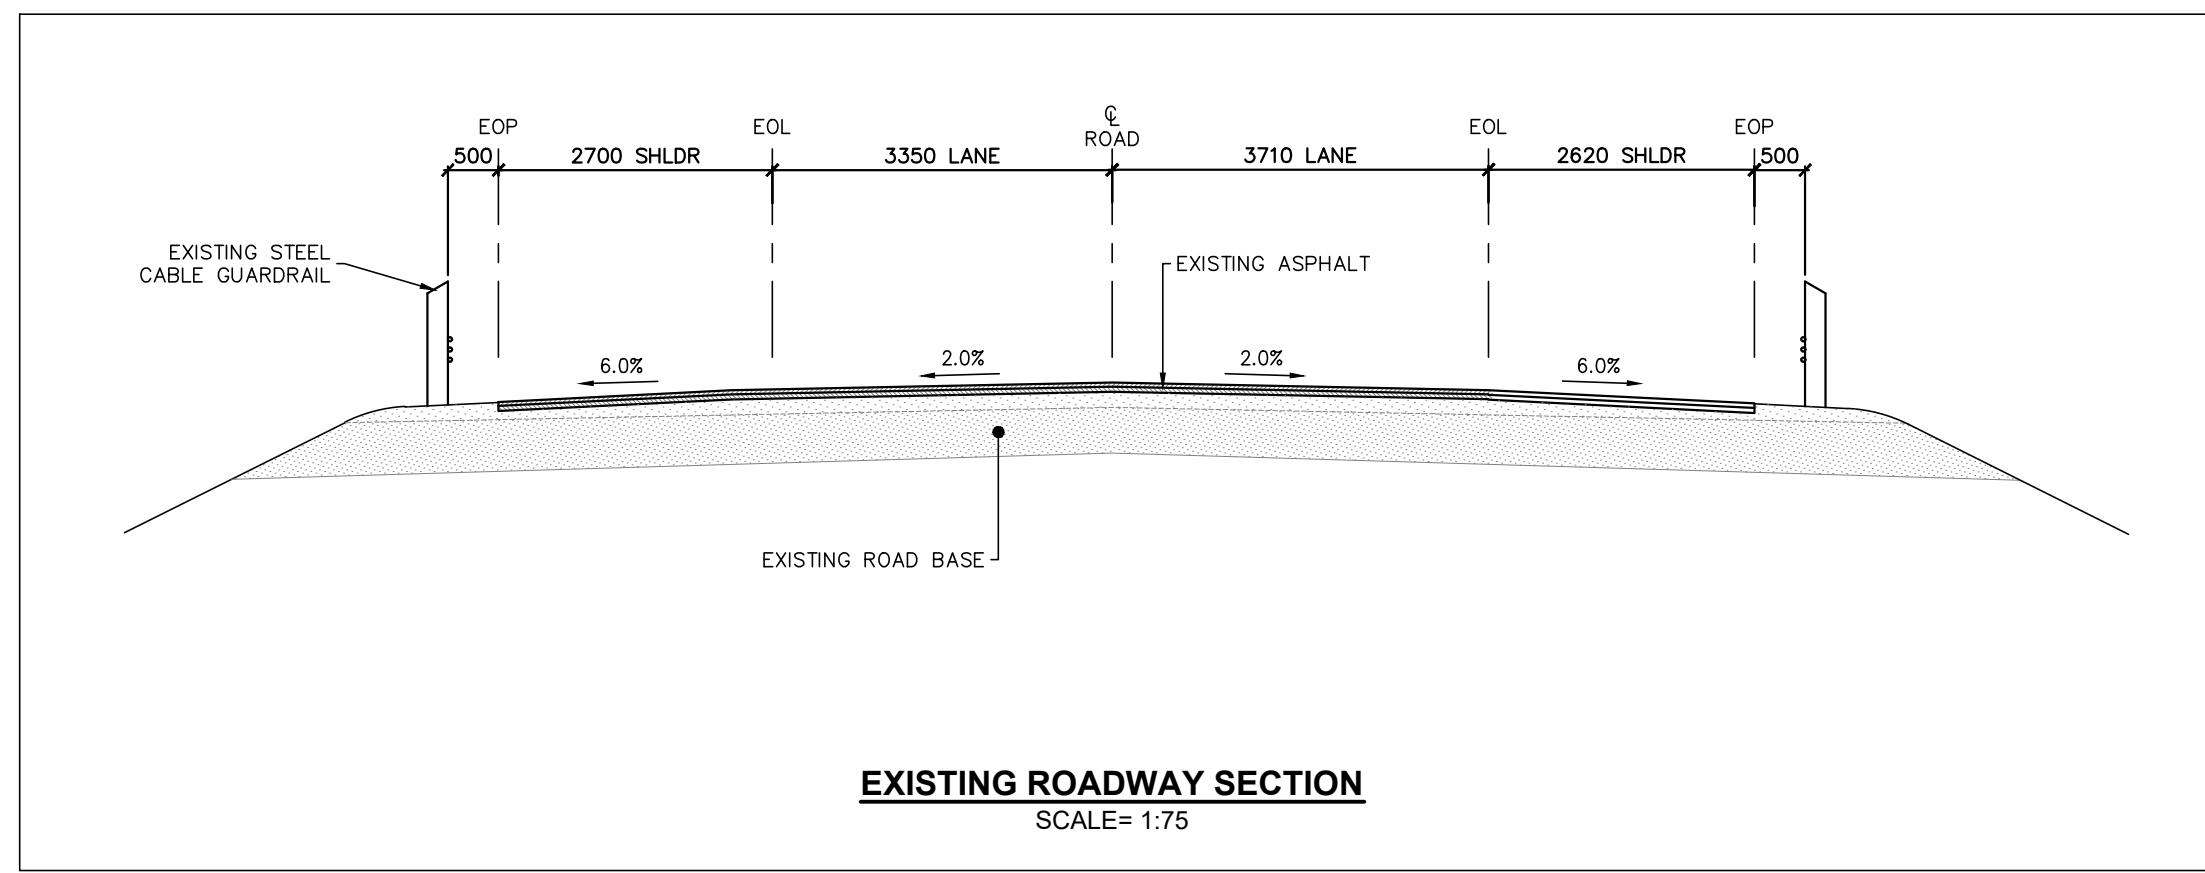 ℄
ROAD
EOP
EOL
EOL
EOP
500
2700 SHLDR
3350 LANE
3710 LANE
2620 SHLDR
500
EXISTING STEEL
CABLE GUARDRAIL
EXISTING ASPHALT
6.0%
2.0%
2.0%
6.0%
EXISTING ROAD BASE
EXISTING ROADWAY SECTION
SCALE= 1:75